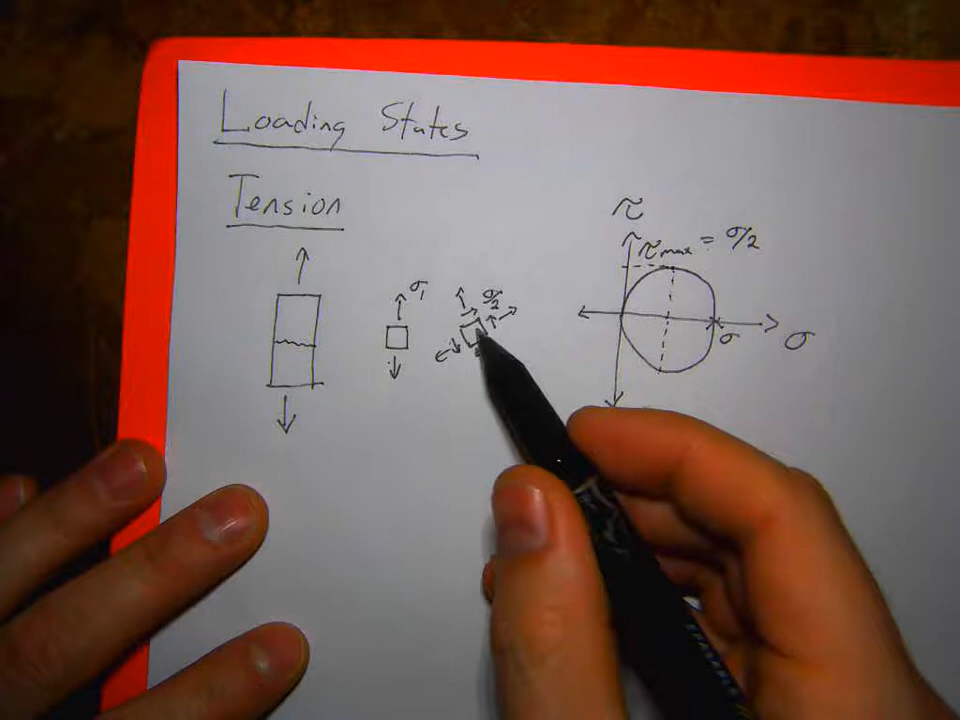 Loading States
Tension
τ
τmax = σ/2
σ1
σ/2
σ
σ